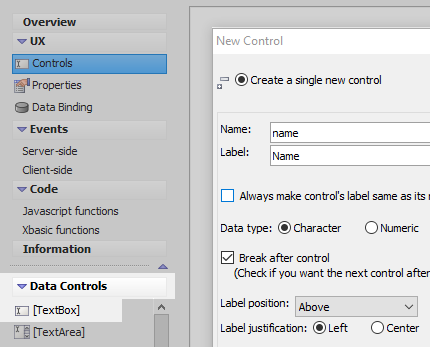 Overview
UX
Controls
Properties
Data Binding
Events
Server-side
Client-side
Code
Javascript functions
Xbasic functions
Information
Data Controls
[TextBox]
[TextArea]
New Control
Create a single new control
Name: name
Label: Name
Always make control's label same as its
Data type: Character Numeric
Break after control
(Check if you want the next control after
Label position: Above
Label justification: Left Center